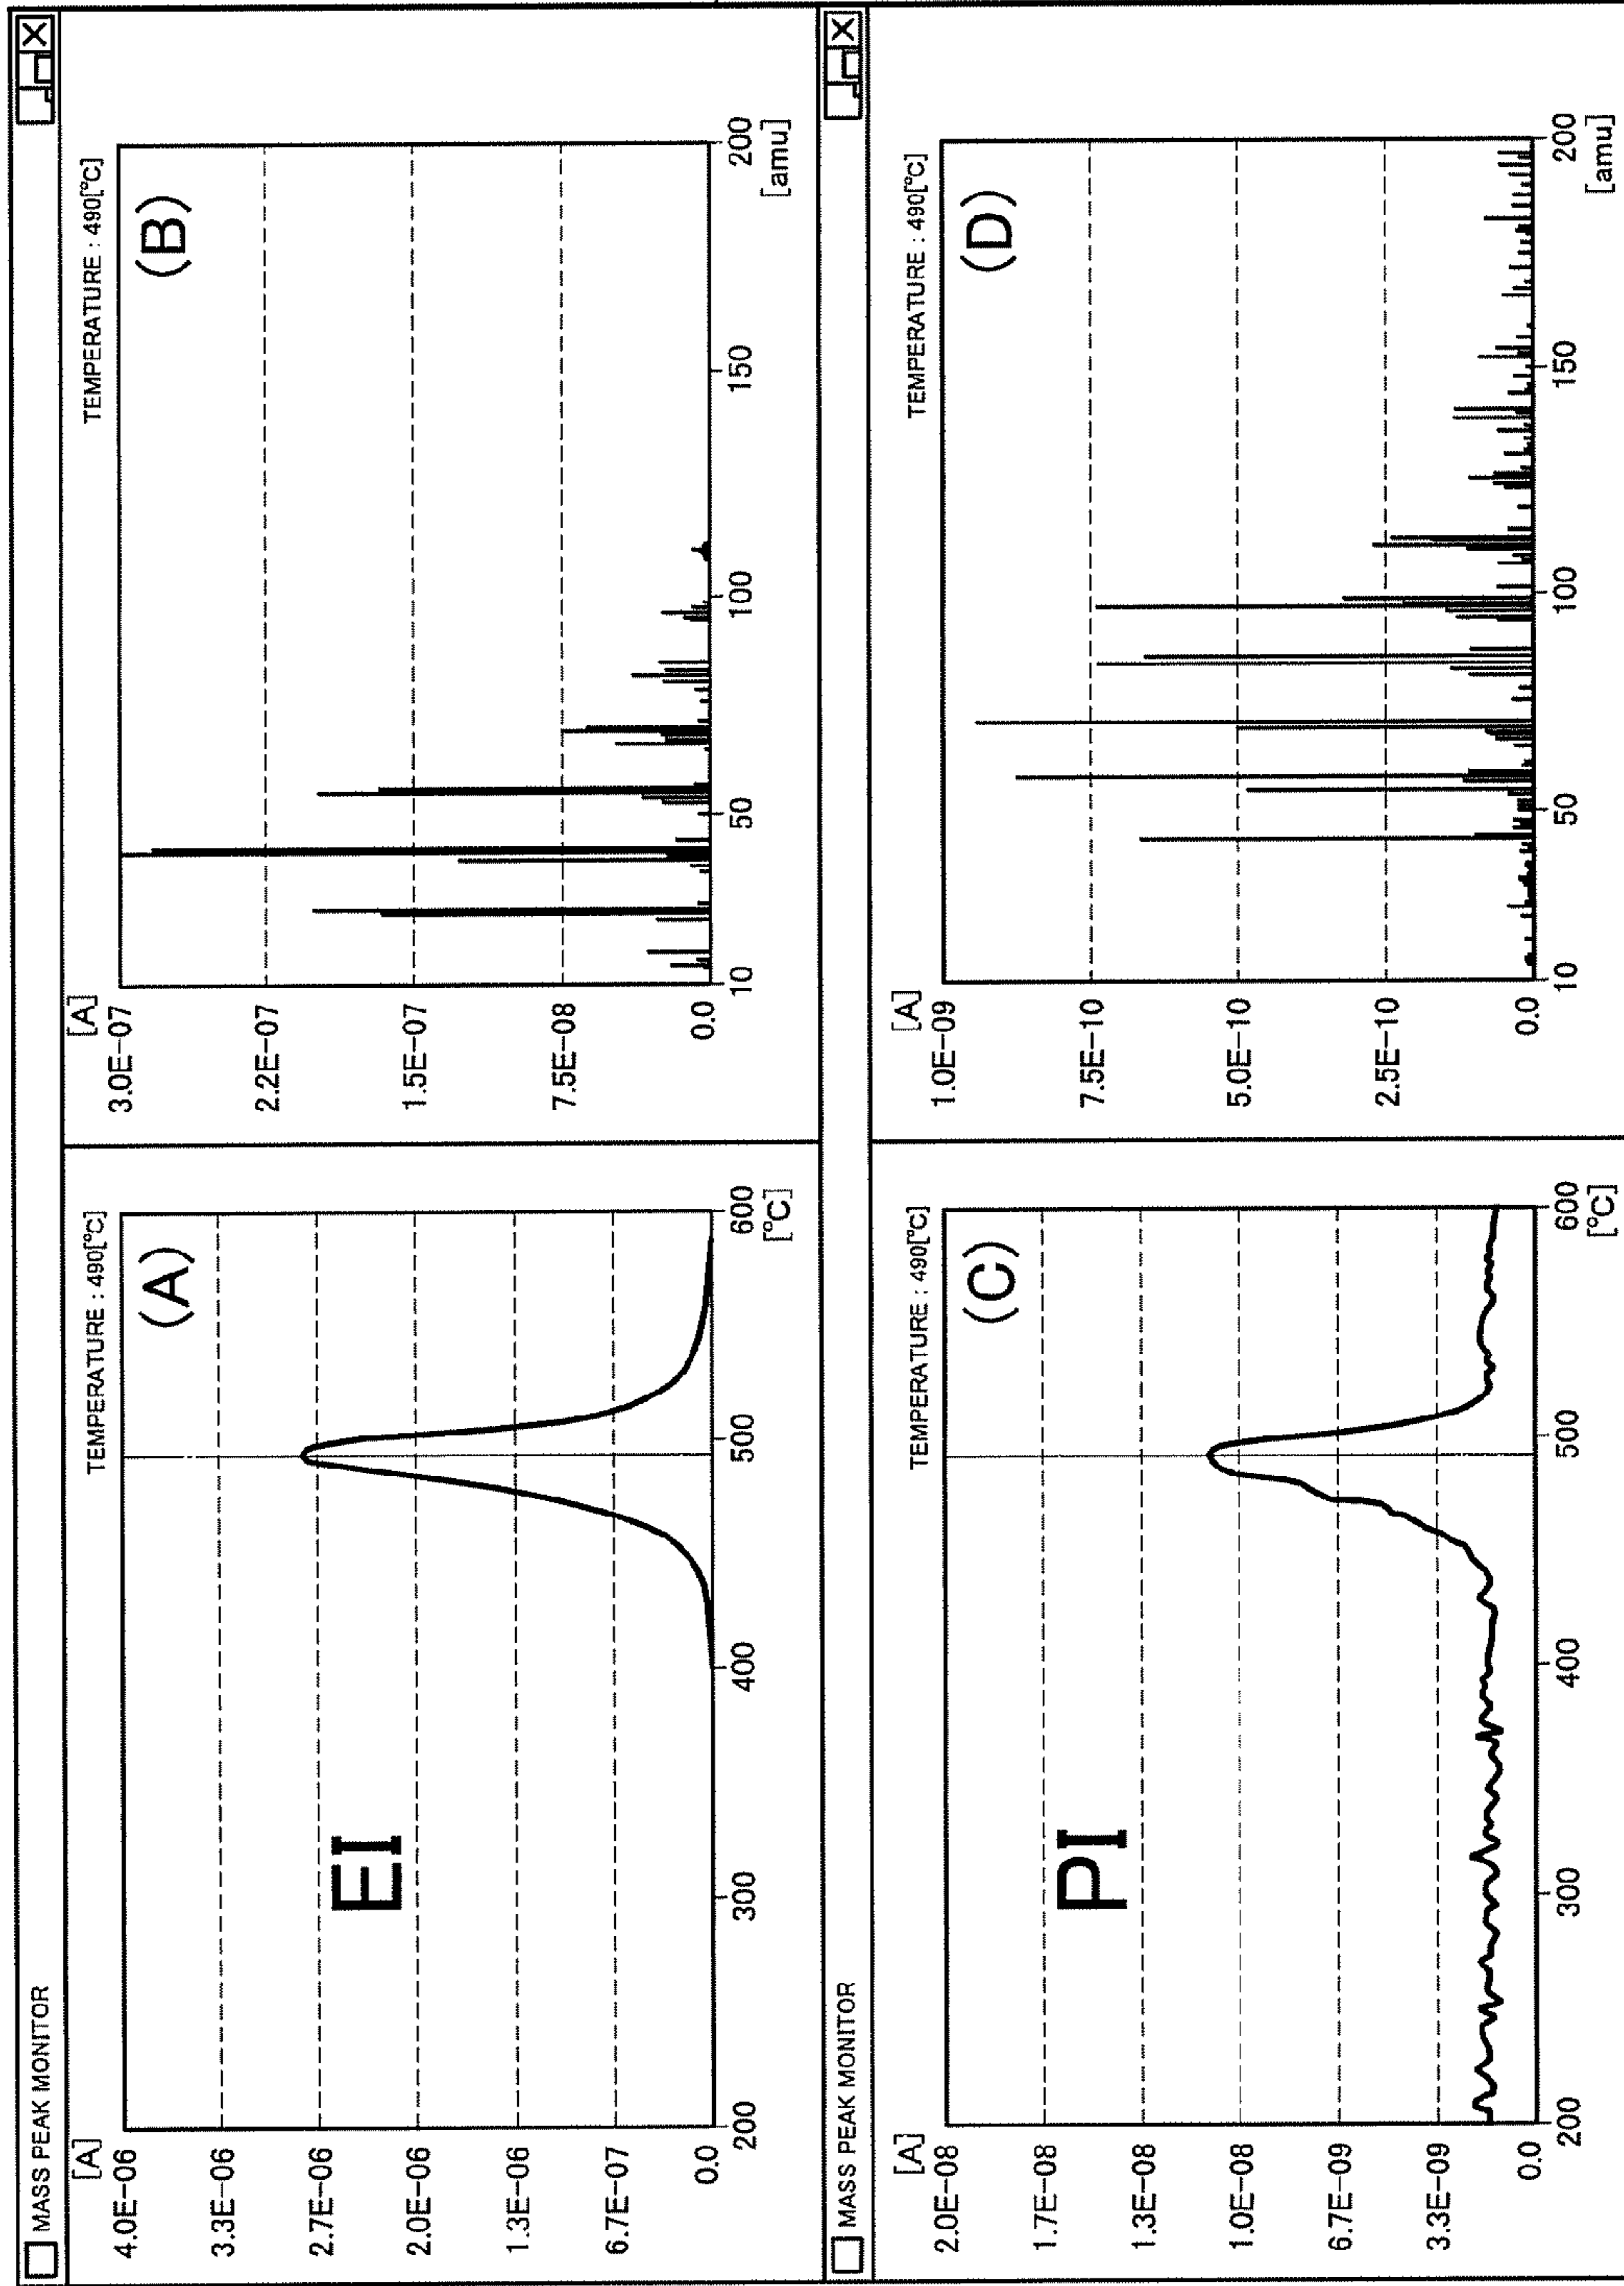 MASS PEAK MONITOR
[A]
TEMPERATURE : 490[°C]
4.0E-06
3.3E-06
2.7E-06
2.0E-06
1.3E-06
6.7E-07
0.0
(A)
EI
200
300
400
500
600
[°C]
[A]
TEMPERATURE : 490[°C]
3.0E-07
2.2E-07
1.5E-07
7.5E-08
0.0
(B)
10
50
100
150
200
[amu]
MASS PEAK MONITOR
[A]
TEMPERATURE : 490[°C]
2.0E-08
1.7E-08
1.3E-08
1.0E-08
6.7E-09
3.3E-09
0.0
(C)
PI
200
300
400
500
600
[°C]
[A]
TEMPERATURE : 490[°C]
1.0E-09
7.5E-10
5.0E-10
2.5E-10
0.0
(D)
10
50
100
150
200
[amu]